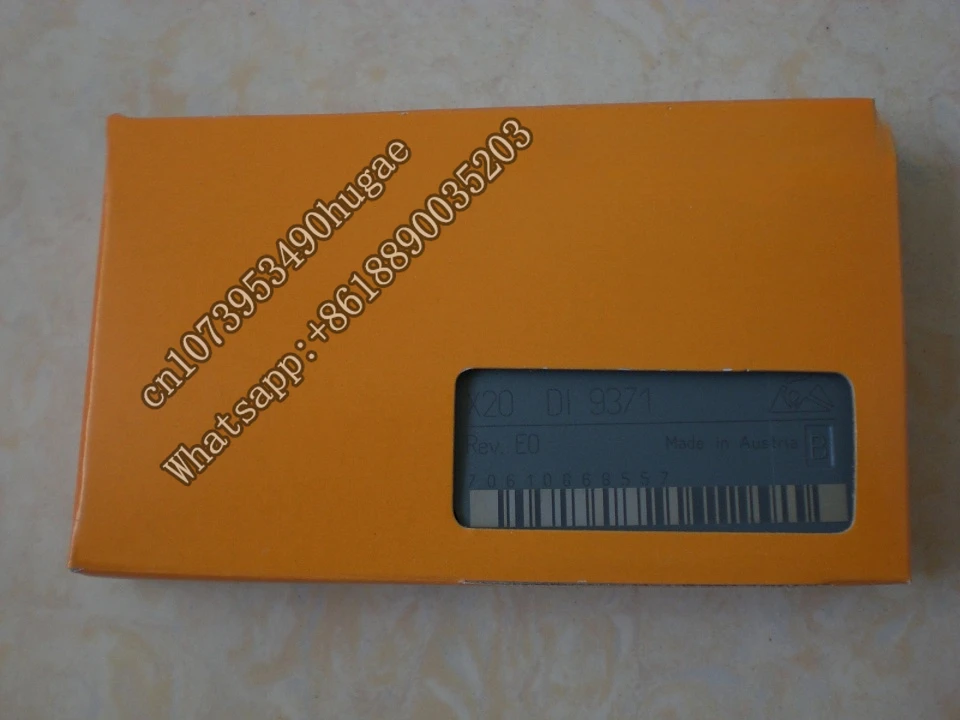 cn1073953490hugae
Whatsapp:+8618890035203
X20 DI 9371
Rev. E0
Made in Austria
70610868557